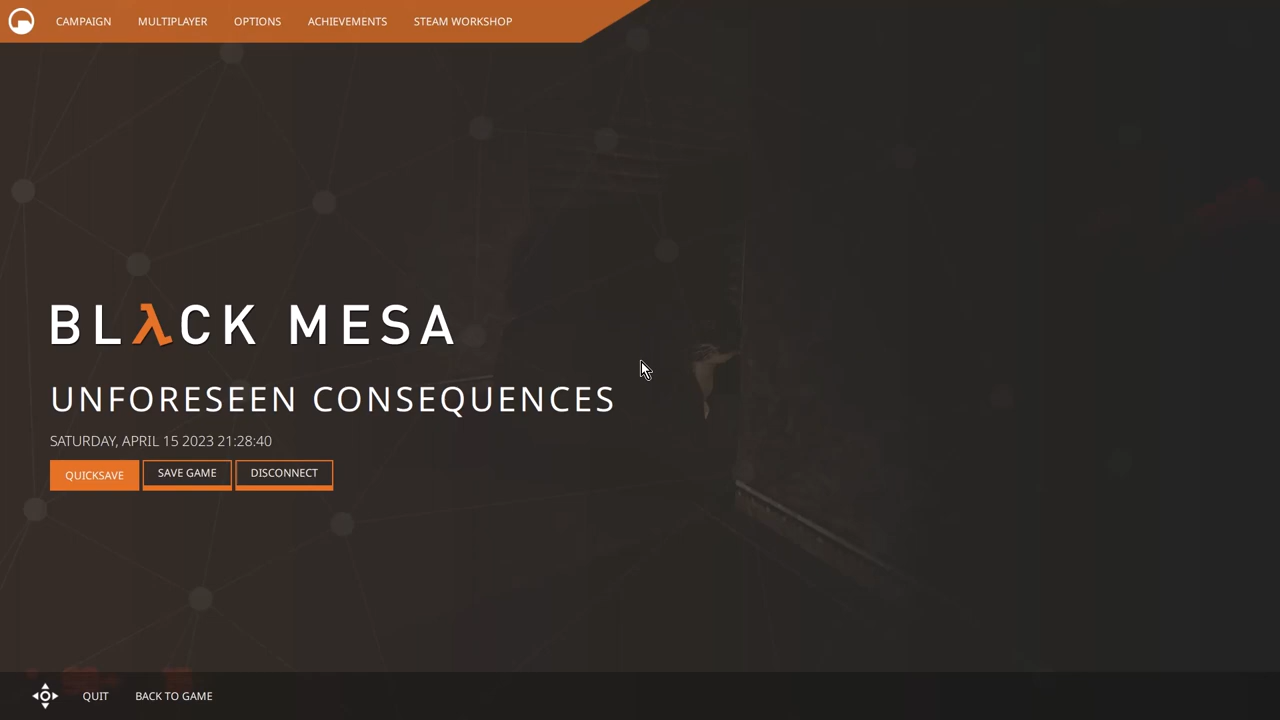 CAMPAIGN MULTIPLAYER OPTIONS ACHIEVEMENTS STEAM WORKSHOP
BLλCK MESA
UNFORESEEN CONSEQUENCES
SATURDAY, APRIL 15 2023 21:28:40
QUICKSAVE SAVE GAME DISCONNECT
QUIT BACK TO GAME